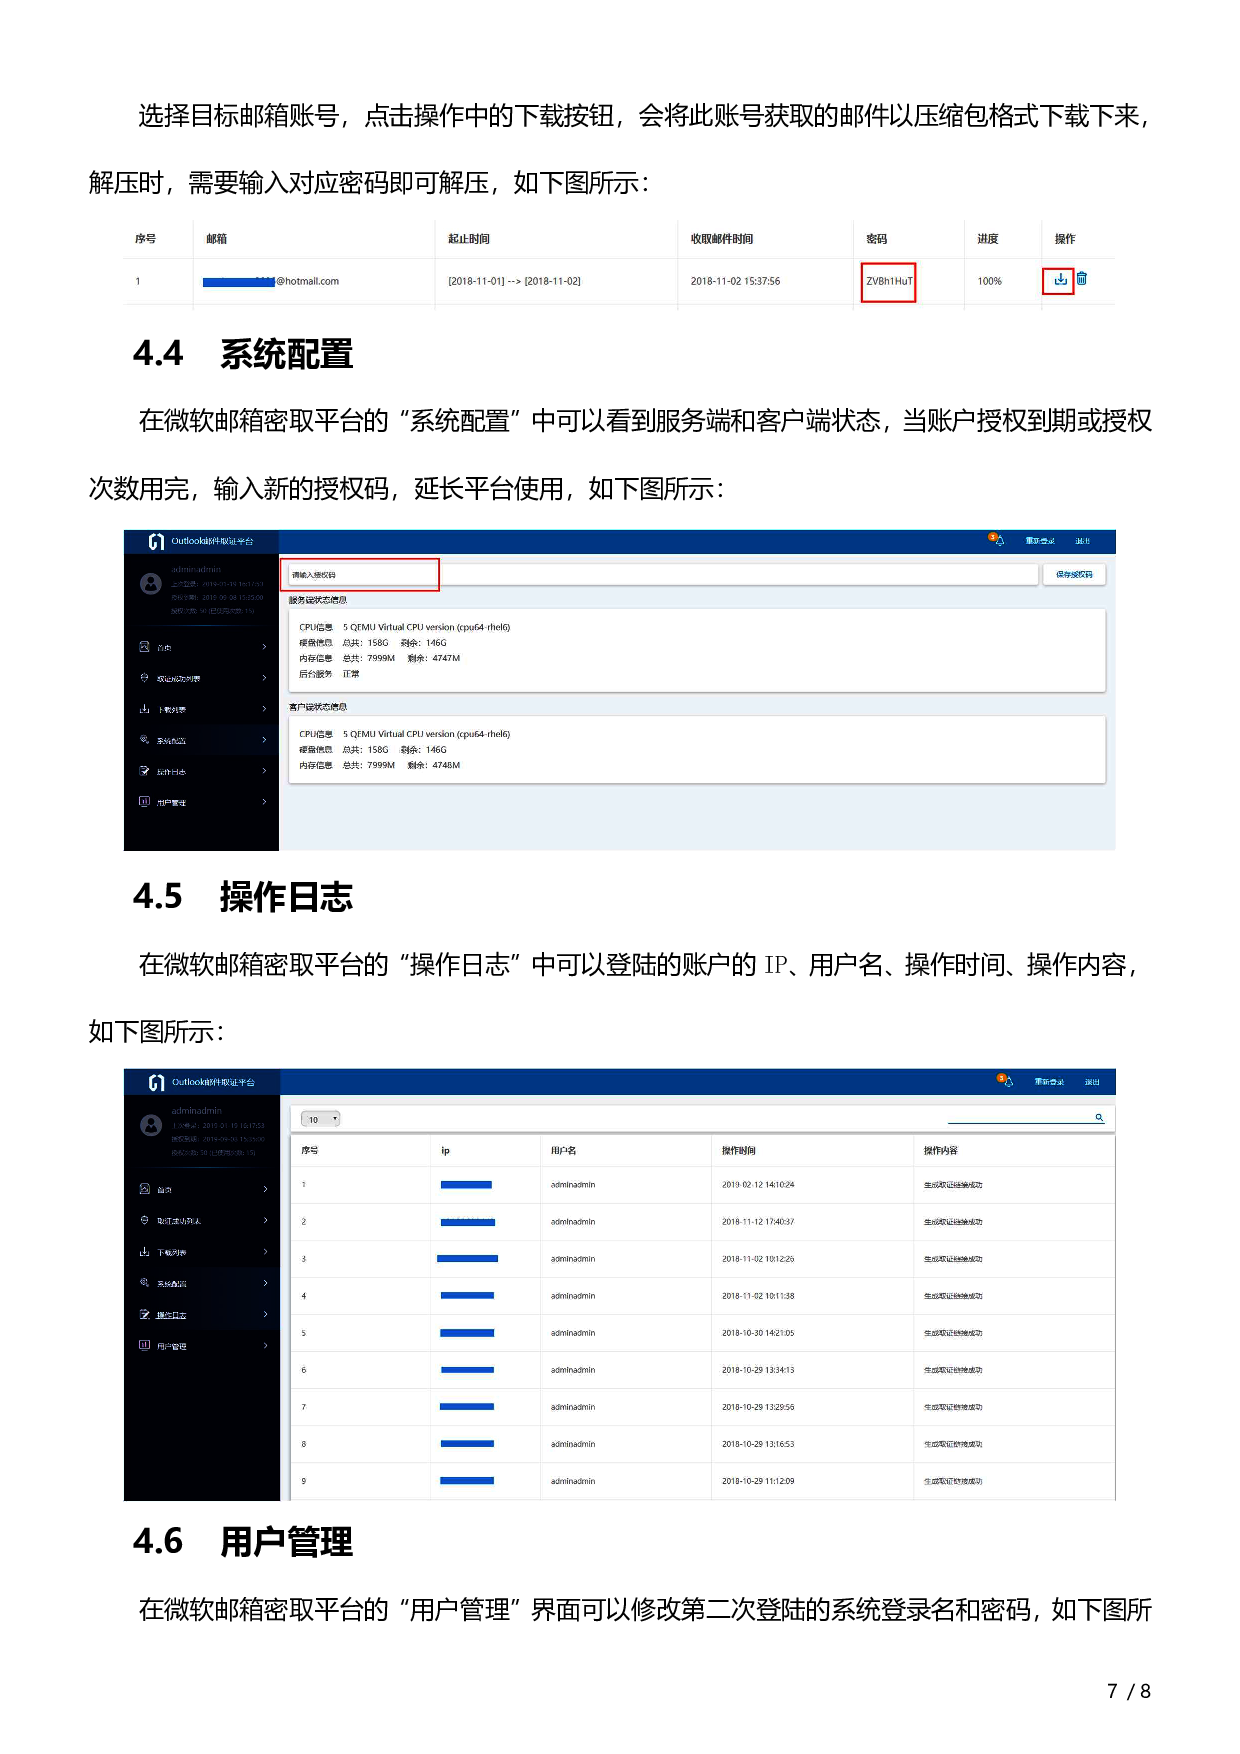 选择目标邮箱账号，点击操作中的下载按钮，会将此账号获取的邮件以压缩包格式下载下来，
解压时，需要输入对应密码即可解压，如下图所示：
序号 邮箱 起止时间 收取邮件时间 密码 进度 操作
1 @hotmail.com [2018-11-01] --> [2018-11-02] 2018-11-02 15:37:56 ZVBh1HuT 100%
4.4 系统配置
在微软邮箱密取平台的“系统配置”中可以看到服务端和客户端状态，当账户授权到期或授权
次数用完，输入新的授权码，延长平台使用，如下图所示：
Outlook邮件取证平台 3 重新登录 退出
adminadmin
请输入授权码 保存授权码
服务端状态信息
CPU信息 5 QEMU Virtual CPU version (cpu64-rhel6)
硬盘信息 总共：158G 剩余：146G
内存信息 总共：7999M 剩余：4747M
后台服务 正常
客户端状态信息
CPU信息 5 QEMU Virtual CPU version (cpu64-rhel6)
硬盘信息 总共：158G 剩余：146G
内存信息 总共：7999M 剩余：4748M
首页
取证成功列表
下载列表
系统配置
操作日志
用户管理
4.5 操作日志
在微软邮箱密取平台的“操作日志”中可以登陆的账户的 IP、用户名、操作时间、操作内容，
如下图所示：
Outlook邮件取证平台 3 重新登录 退出
adminadmin
首页
取证成功列表
下载列表
系统配置
操作日志
用户管理
10
序号 ip 用户名 操作时间 操作内容
1 adminadmin 2019-02-12 14:10:24 生成取证链接成功
2 adminadmin 2018-11-12 17:40:37 生成取证链接成功
3 adminadmin 2018-11-02 10:12:26 生成取证链接成功
4 adminadmin 2018-11-02 10:11:38 生成取证链接成功
5 adminadmin 2018-10-30 14:21:05 生成取证链接成功
6 adminadmin 2018-10-29 13:34:13 生成取证链接成功
7 adminadmin 2018-10-29 13:29:56 生成取证链接成功
8 adminadmin 2018-10-29 13:16:53 生成取证链接成功
9 adminadmin 2018-10-29 11:12:09 生成取证链接成功
4.6 用户管理
在微软邮箱密取平台的“用户管理”界面可以修改第二次登陆的系统登录名和密码，如下图所
7 / 8